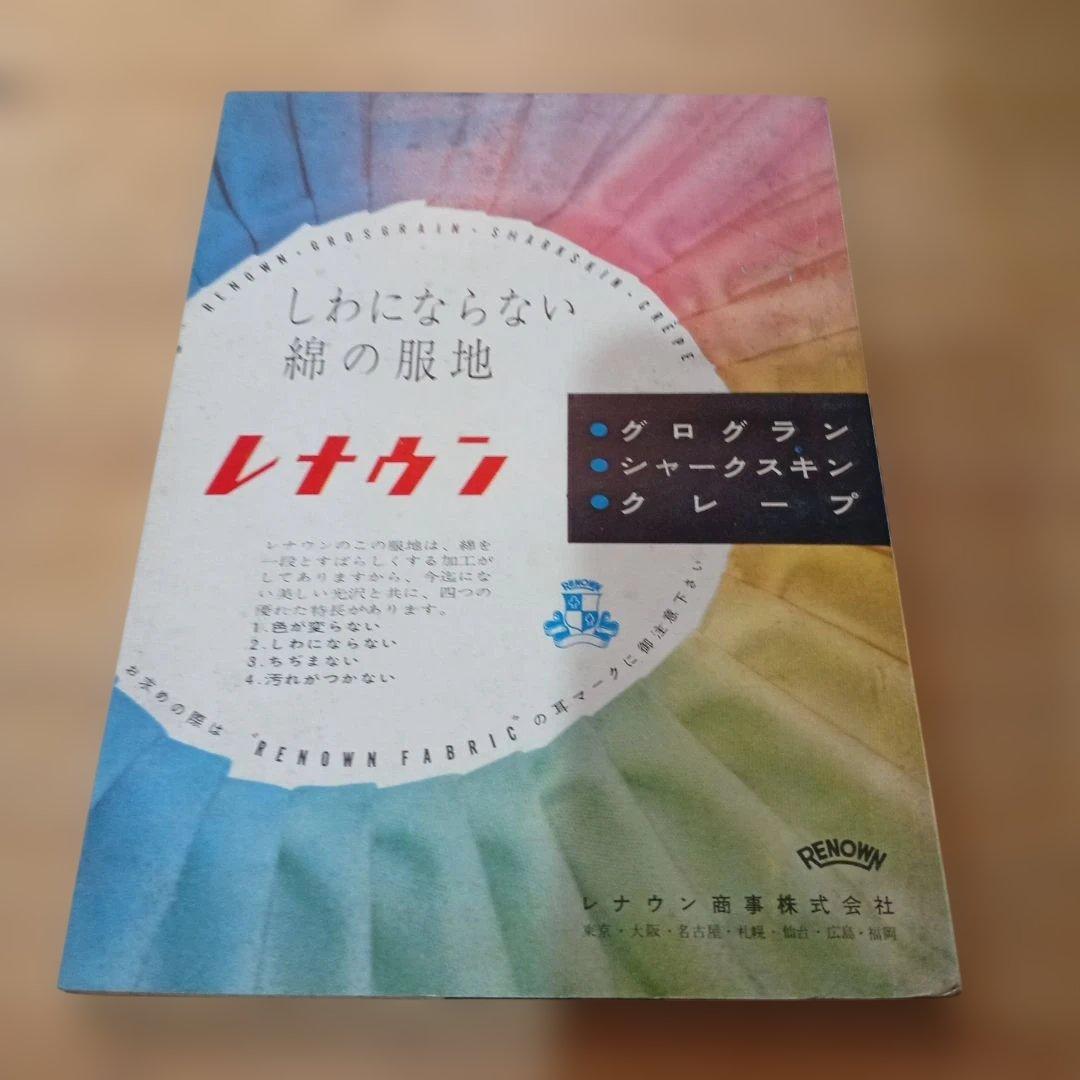 RENOWN・GROSGRAIN・SHARKSKIN・CRÊPE
しわにならない
綿の服地
レナウン
●グログラン
●シャークスキン
●クレープ
レナウンのこの服地は、綿を
一段とすばらしくする加工が
してありますから、今迄にな
い美しい光沢と共に、四つの
優れた特長があります。
1.色が変らない
2.しわにならない
3.ちぢまない
4.汚れがつかない
RENOWN
お求めの際は "RENOWN FABRIC" の耳マークに御注意下さい
RENOWN
レナウン商事株式会社
東京・大阪・名古屋・札幌・仙台・広島・福岡